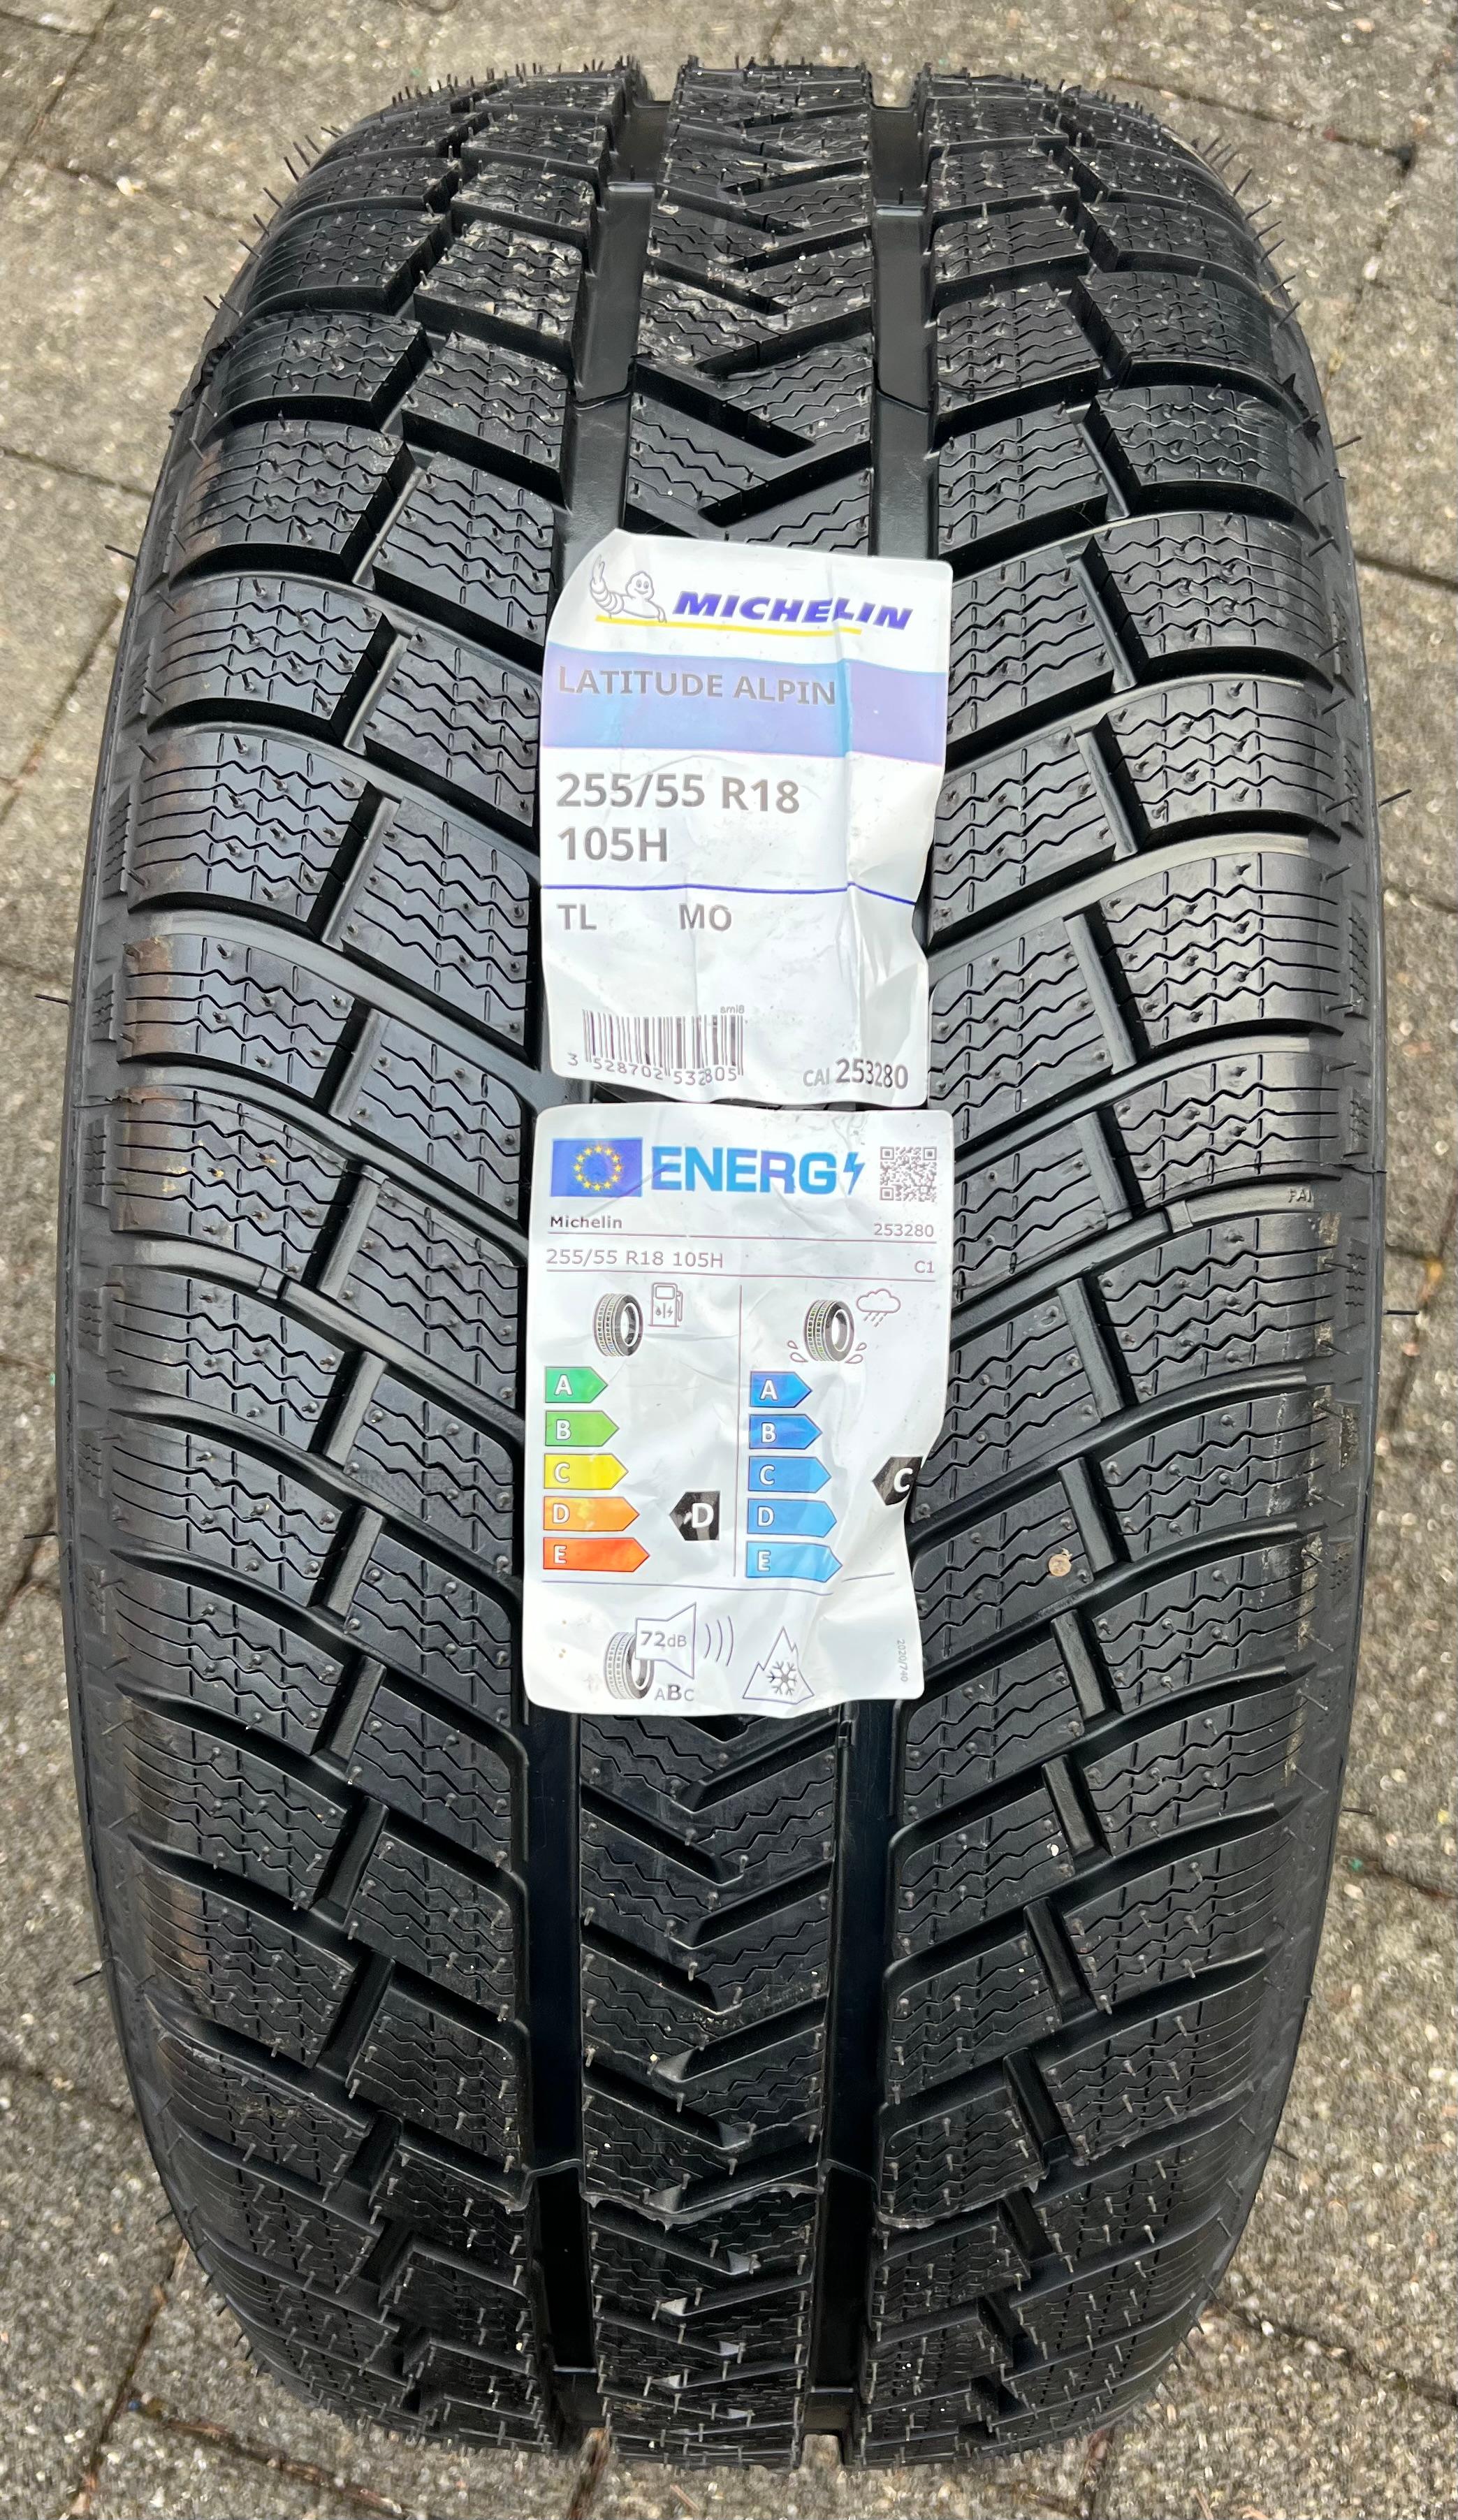 MICHELIN
LATITUDE ALPIN
255/55 R18
105H
TL MO
8ima
3 528702 532805
CAI 253280
ENERG
Michelin 253280
255/55 R18 105H C1
A A
B B
C C C
D D D
E E
72dB
ABC
2020/740